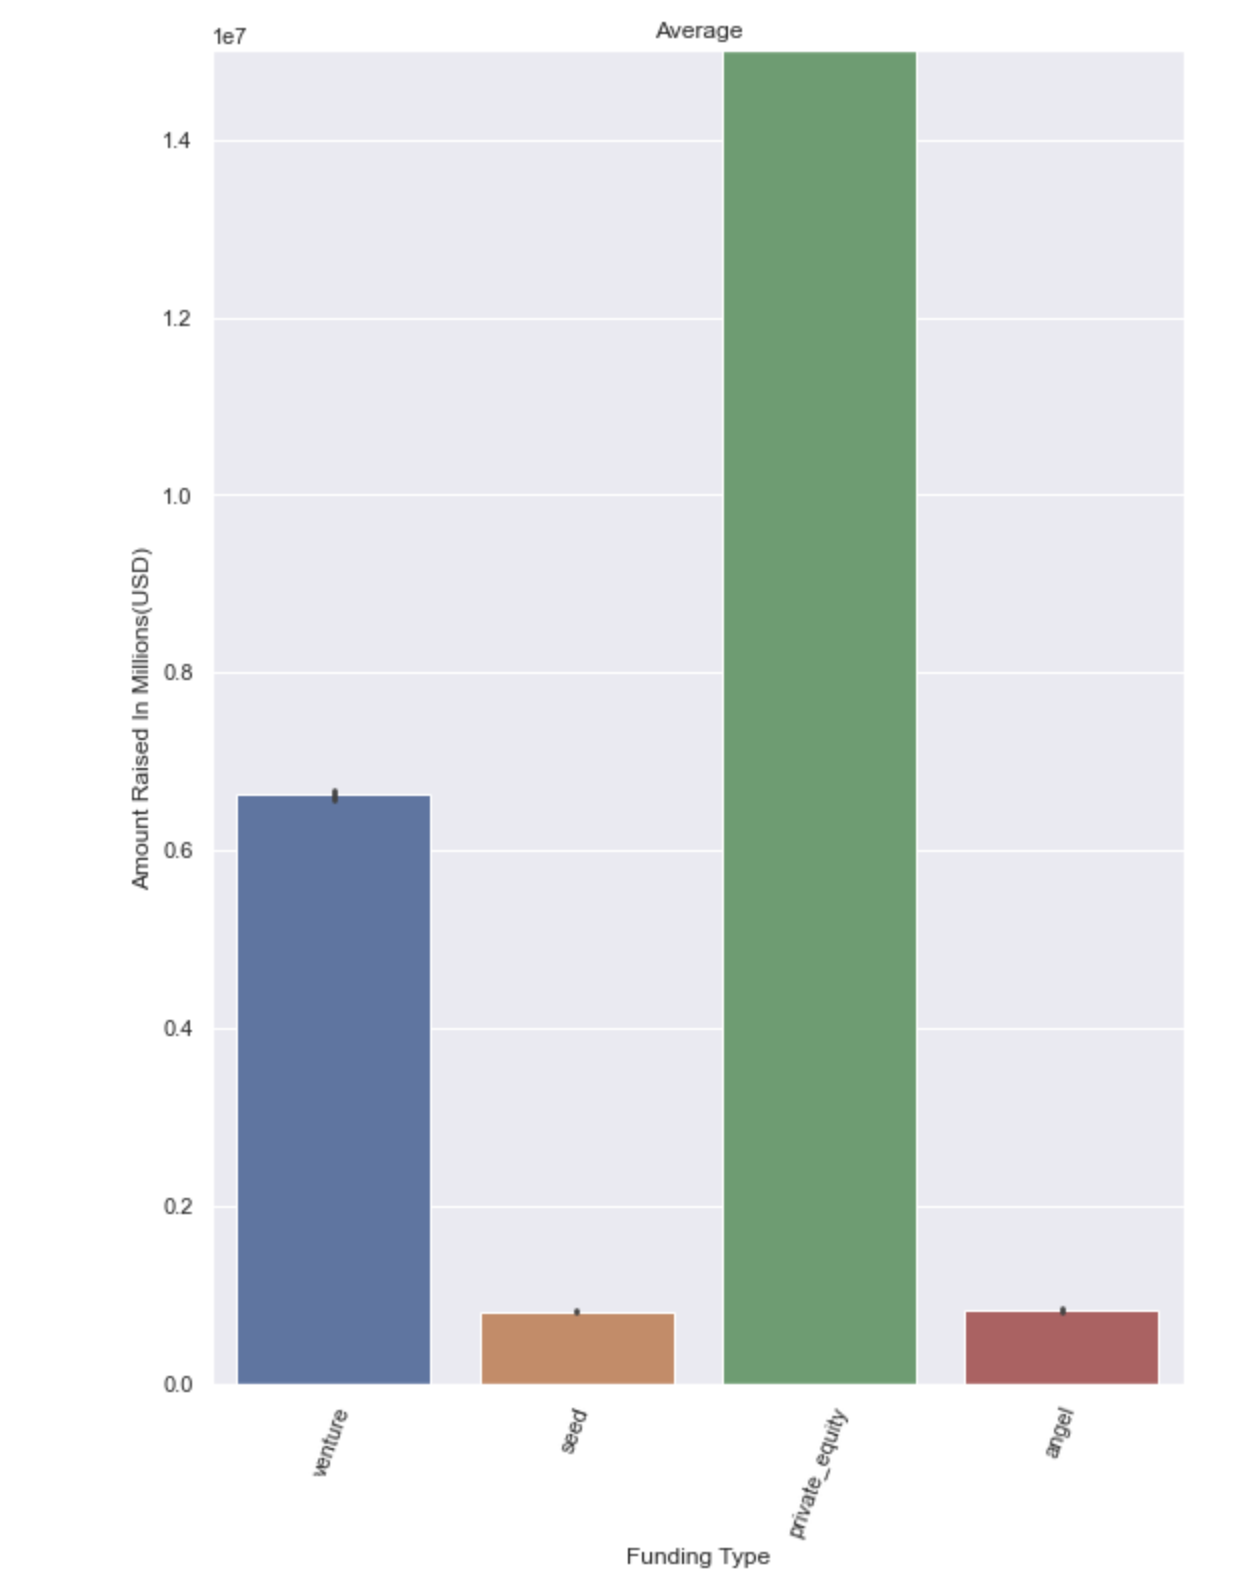 Average
1e7
1.4
1.2
1.0
0.8
0.6
0.4
0.2
0.0
Amount Raised In Millions(USD)
venture
seed
private_equity
angel
Funding Type